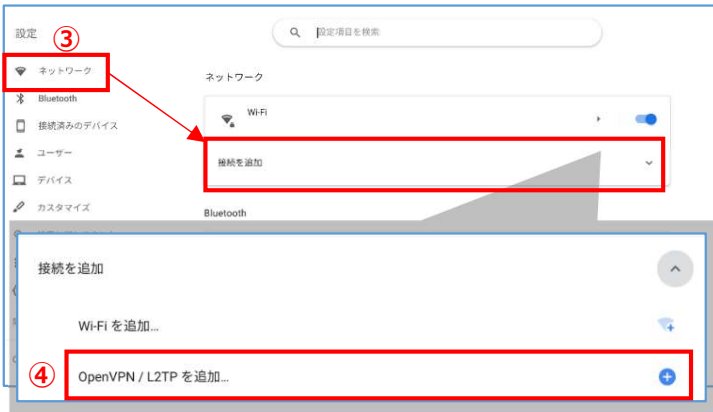 設定
③
設定項目を検索
ネットワーク
Bluetooth
接続済みのデバイス
ユーザー
デバイス
カスタマイズ
ネットワーク
Wi-Fi
接続を追加
Bluetooth
接続を追加
Wi-Fi を追加...
④
OpenVPN / L2TP を追加...